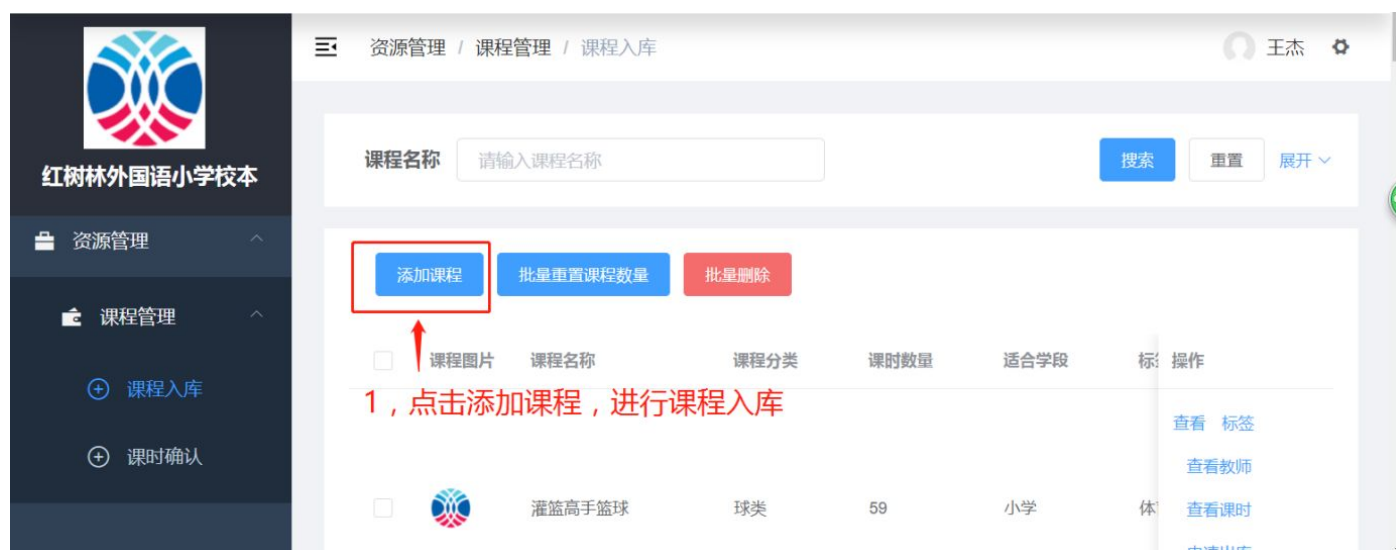 资源管理 / 课程管理 / 课程入库
王杰
红树林外国语小学校本
课程名称 请输入课程名称 搜索 重置 展开
资源管理
课程管理
课程入库
课时确认
添加课程 批量重置课程数量 批量删除
课程图片 课程名称 课程分类 课时数量 适合学段 操作
1，点击添加课程，进行课程入库
查看 标签
查看教师
灌篮高手篮球 球类 59 小学 体 查看课时